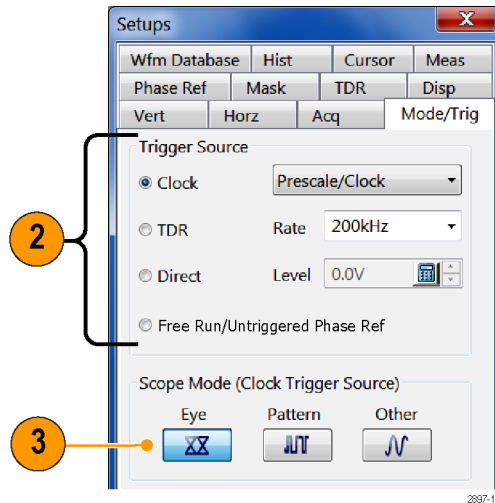 Setups
Wfm Database Hist Cursor Meas
Phase Ref Mask TDR Disp
Vert Horz Acq Mode/Trig
Trigger Source
2
Clock Prescale/Clock
TDR Rate 200kHz
Direct Level 0.0V
Free Run/Untriggered Phase Ref
Scope Mode (Clock Trigger Source)
Eye Pattern Other
3
2897-1